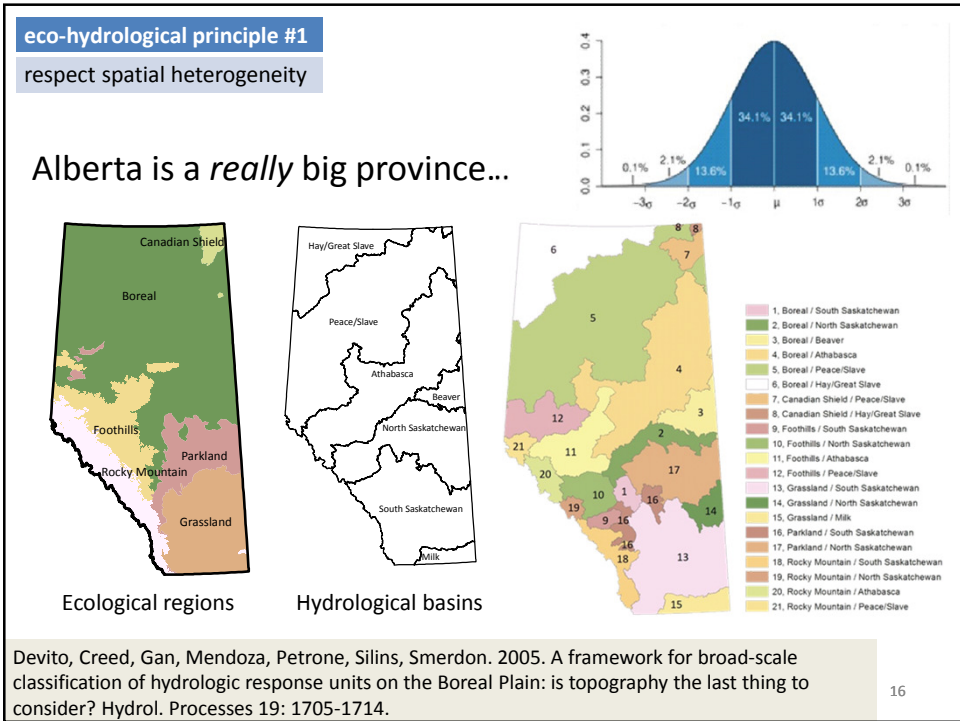 eco-hydrological principle #1
respect spatial heterogeneity
Alberta is a really big province...
0.4
0.3
0.2
0.1
0.0
34.1% 34.1%
0.1% 2.1% 13.6% 13.6% 2.1% 0.1%
−3σ −2σ −1σ μ 1σ 2σ 3σ
Canadian Shield
Boreal
Foothills
Parkland
Rocky Mountain
Grassland
Ecological regions
Hay/Great Slave
Peace/Slave
Athabasca
Beaver
North Saskatchewan
South Saskatchewan
Milk
Hydrological basins
8 8
6
7
5
4
3
12
2
21
11
17
20
10 1 16 14
19
9 16
16
18 13
15
1, Boreal / South Saskatchewan
2, Boreal / North Saskatchewan
3, Boreal / Beaver
4, Boreal / Athabasca
5, Boreal / Peace/Slave
6, Boreal / Hay/Great Slave
7, Canadian Shield / Peace/Slave
8, Canadian Shield / Hay/Great Slave
9, Foothills / South Saskatchewan
10, Foothills / North Saskatchewan
11, Foothills / Athabasca
12, Foothills / Peace/Slave
13, Grassland / South Saskatchewan
14, Grassland / North Saskatchewan
15, Grassland / Milk
16, Parkland / South Saskatchewan
17, Parkland / North Saskatchewan
18, Rocky Mountain / South Saskatchewan
19, Rocky Mountain / North Saskatchewan
20, Rocky Mountain / Athabasca
21, Rocky Mountain / Peace/Slave
Devito, Creed, Gan, Mendoza, Petrone, Silins, Smerdon. 2005. A framework for broad-scale
classification of hydrologic response units on the Boreal Plain: is topography the last thing to
consider? Hydrol. Processes 19: 1705-1714.
16